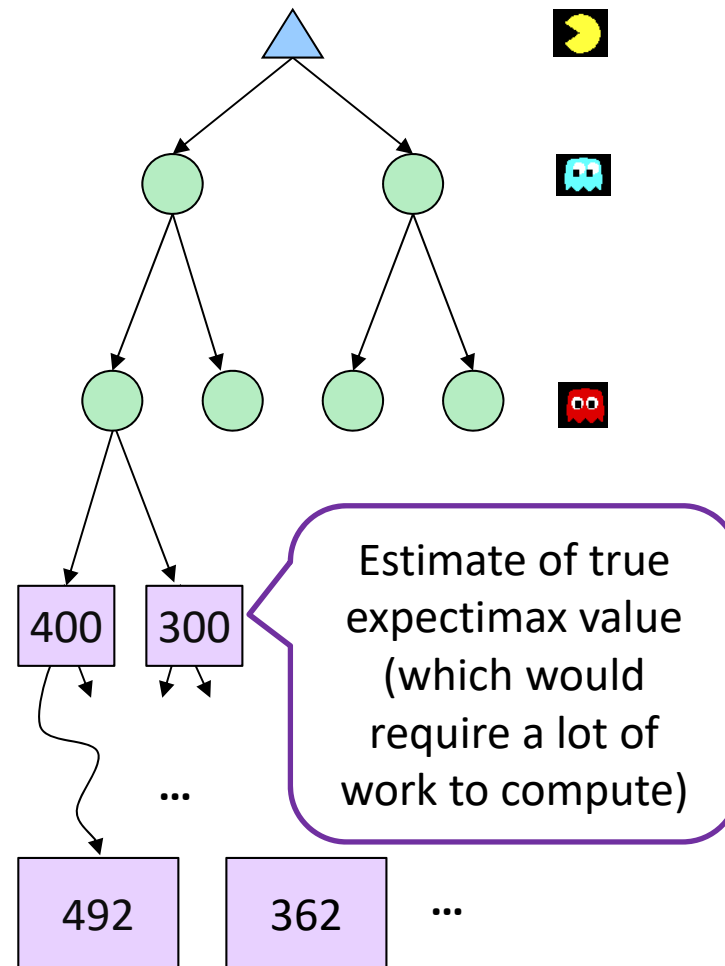 400 300
Estimate of true
expectimax value
(which would
require a lot of
work to compute)
...
492 362 ...